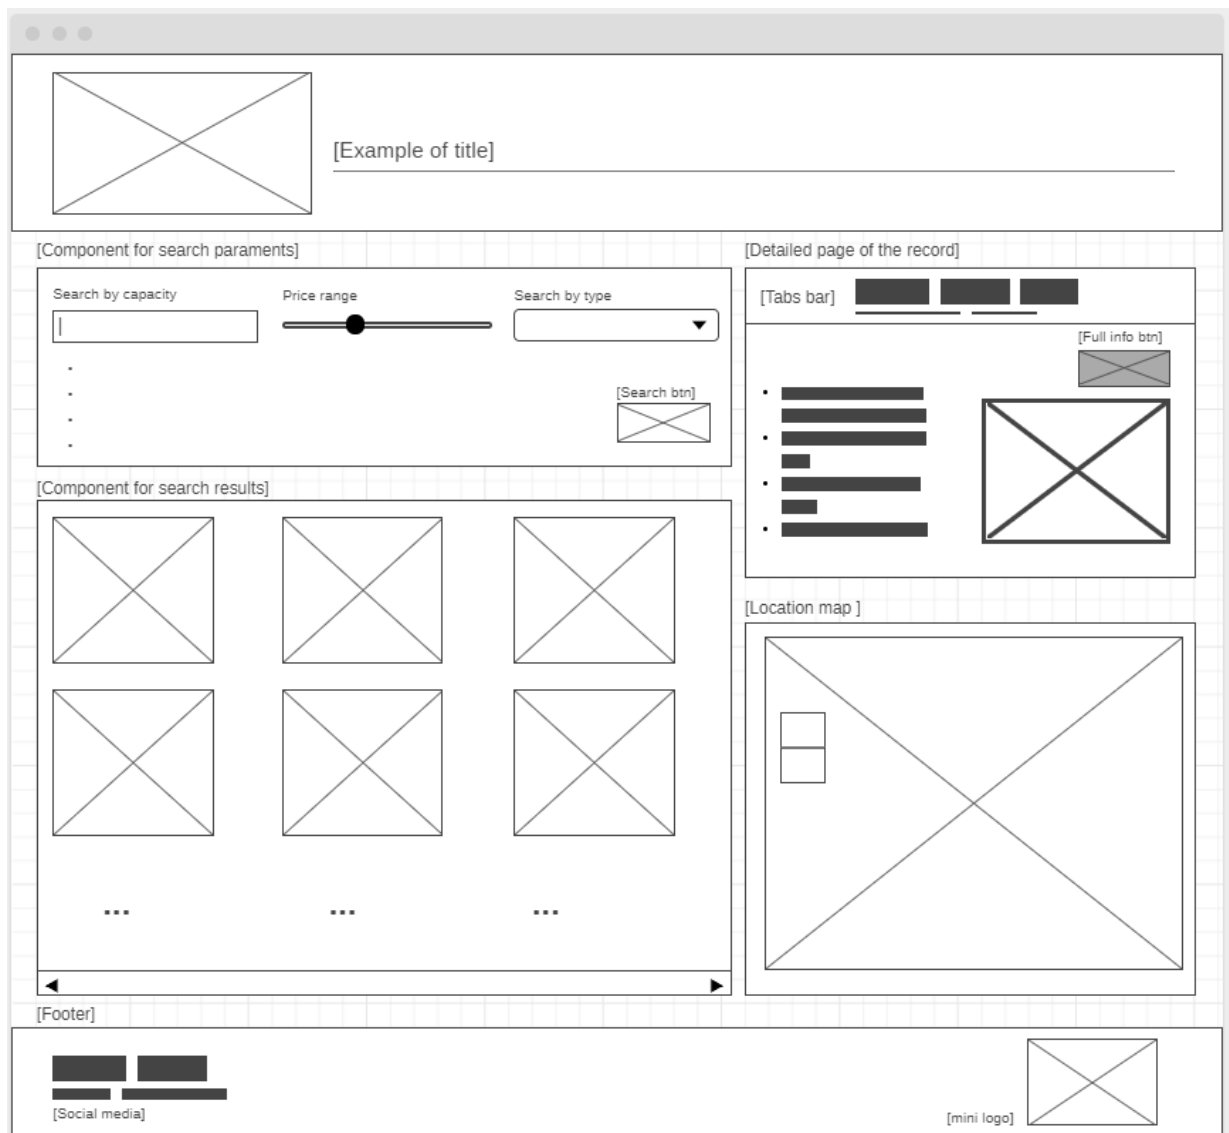 [Example of title]
[Component for search paraments]
Search by capacity
Price range
Search by type
[Search btn]
[Component for search results]
...
...
...
[Detailed page of the record]
[Tabs bar]
[Full info btn]
[Location map ]
[Footer]
[Social media]
[mini logo]